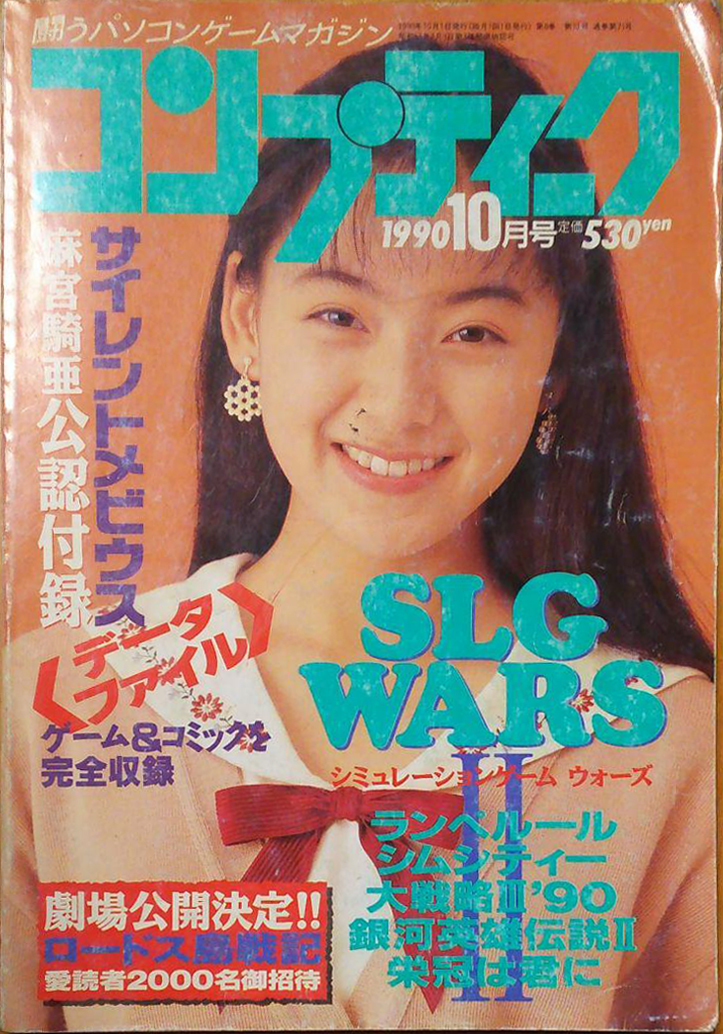 闘うパソコンゲームマガジン
コンプティーク
1990 10月号 定価 530yen
サイレントメビウス
麻宮騎亜公認付録
〈データ
ファイル〉
ゲーム&コミックを
完全収録
SLG
WARS
II
シミュレーションゲーム ウォーズ
ランペルール
シムシティー
大戦略III'90
銀河英雄伝説II
栄冠は君に
劇場公開決定!!
ロードス島戦記
愛読者2000名御招待